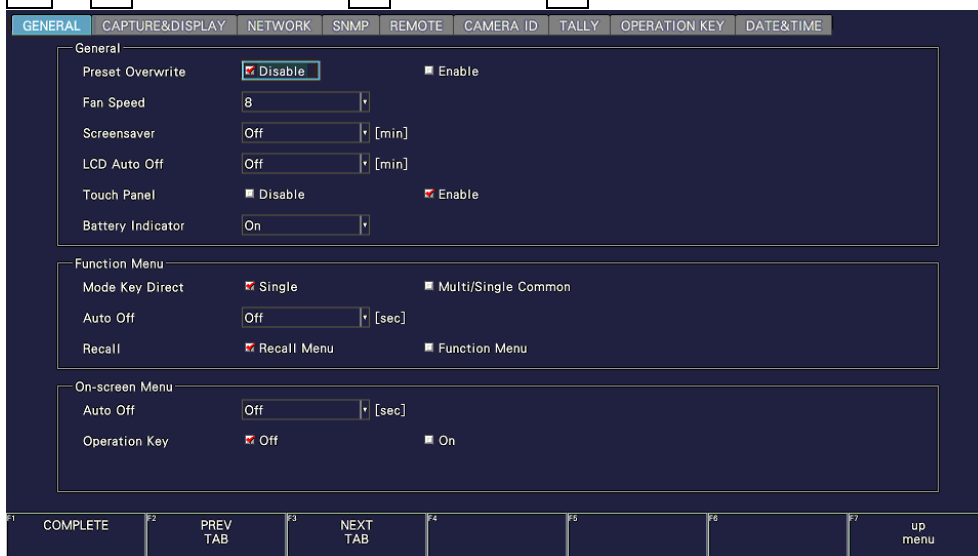 GENERAL CAPTURE&DISPLAY NETWORK SNMP REMOTE CAMERA ID TALLY OPERATION KEY DATE&TIME
General
Preset Overwrite Disable Enable
Fan Speed 8
Screensaver Off [min]
LCD Auto Off Off [min]
Touch Panel Disable Enable
Battery Indicator On
Function Menu
Mode Key Direct Single Multi/Single Common
Auto Off Off [sec]
Recall Recall Menu Function Menu
On-screen Menu
Auto Off Off [sec]
Operation Key Off On
F1 COMPLETE F2 PREV TAB F3 NEXT TAB F4 F5 F6 F7 up menu